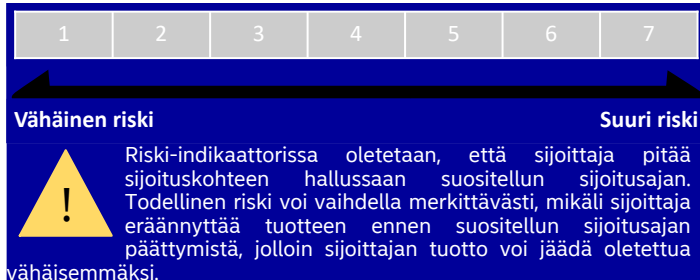 1 2 3 4 5 6 7
Vähäinen riski Suuri riski
Riski-indikaattorissa oletetaan, että sijoittaja pitää
sijoituskohteen hallussaan suositellun sijoitusajan.
Todellinen riski voi vaihdella merkittävästi, mikäli sijoittaja
eräännyttää tuotteen ennen suositellun sijoitusajan
päättymistä, jolloin sijoittajan tuotto voi jäädä oletettua
vähäisemmäksi.
!